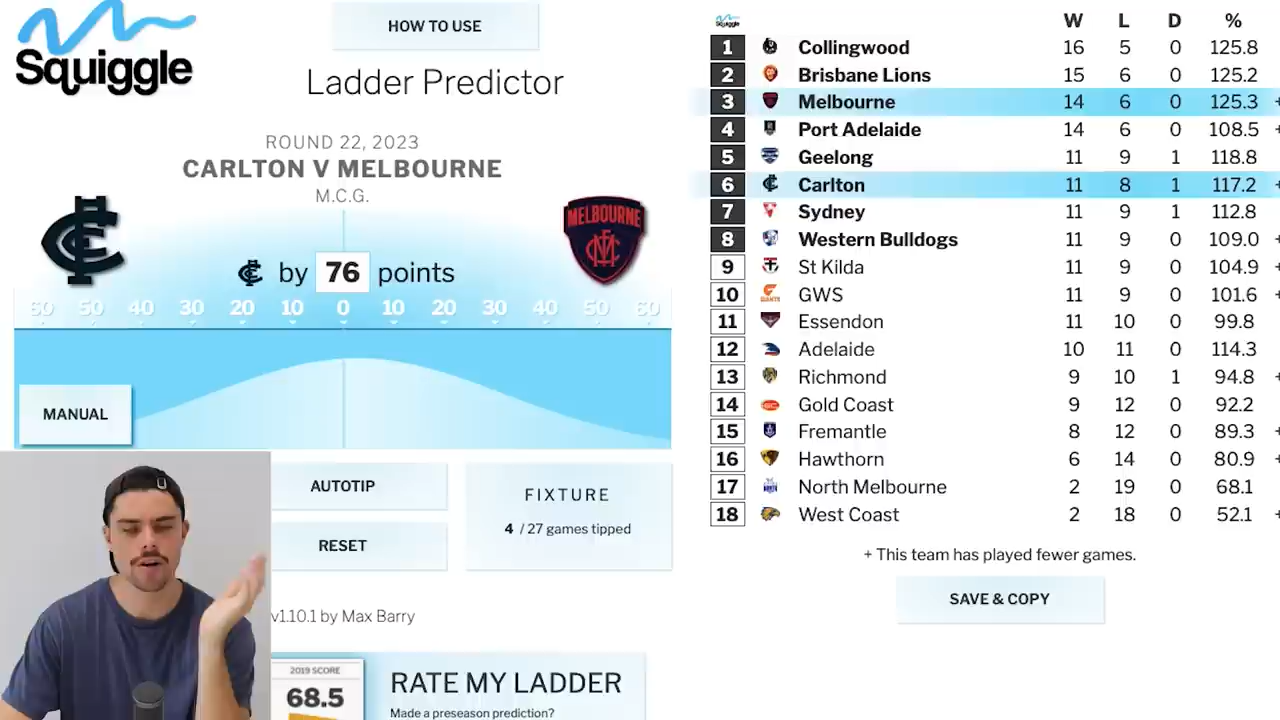 Squiggle
HOW TO USE
Ladder Predictor
ROUND 22, 2023
CARLTON V MELBOURNE
M.C.G.
MELBOURNE
by 76 points
60 50 40 30 20 10 0 10 20 30 40 50 60
MANUAL
AUTOTIP
RESET
FIXTURE
4 / 27 games tipped
v1.10.1 by Max Barry
2019 SCORE
68.5
RATE MY LADDER
Made a preseason prediction?
Squiggle W L D %
1 Collingwood 16 5 0 125.8
2 Brisbane Lions 15 6 0 125.2
3 Melbourne 14 6 0 125.3 +
4 Port Adelaide 14 6 0 108.5 +
5 Geelong 11 9 1 118.8
6 Carlton 11 8 1 117.2 +
7 Sydney 11 9 1 112.8
8 Western Bulldogs 11 9 0 109.0 +
9 St Kilda 11 9 0 104.9 +
10 GWS 11 9 0 101.6 +
11 Essendon 11 10 0 99.8
12 Adelaide 10 11 0 114.3
13 Richmond 9 10 1 94.8 +
14 Gold Coast 9 12 0 92.2
15 Fremantle 8 12 0 89.3 +
16 Hawthorn 6 14 0 80.9 +
17 North Melbourne 2 19 0 68.1
18 West Coast 2 18 0 52.1 +
+ This team has played fewer games.
SAVE & COPY